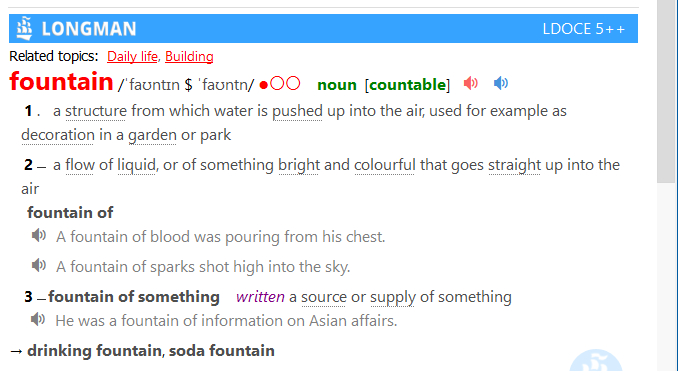 LONGMAN LDOCE 5++
Related topics: Daily life, Building
fountain /ˈfaʊntɪn $ ˈfaʊntn/ ●○○ noun [countable]
1. a structure from which water is pushed up into the air, used for example as
decoration in a garden or park
2 – a flow of liquid, or of something bright and colourful that goes straight up into the
air
fountain of
A fountain of blood was pouring from his chest.
A fountain of sparks shot high into the sky.
3 – fountain of something written a source or supply of something
He was a fountain of information on Asian affairs.
→ drinking fountain, soda fountain